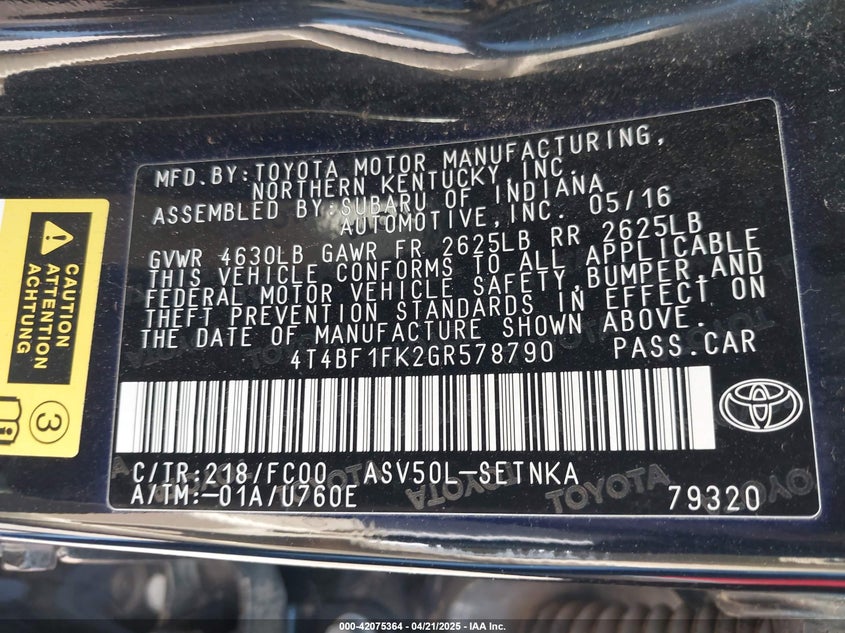 MFD.BY:TOYOTA MOTOR MANUFACTURING,
NORTHERN KENTUCKY, INC.
ASSEMBLED BY:SUBARU OF INDIANA
AUTOMOTIVE,INC. 05/16
GVWR 4630LB GAWR FR 2625LB RR 2625LB
THIS VEHICLE CONFORMS TO ALL APPLICABLE
FEDERAL MOTOR VEHICLE SAFETY,BUMPER,AND
THEFT PREVENTION STANDARDS IN EFFECT ON
THE DATE OF MANUFACTURE SHOWN ABOVE.
4T4BF1FK2GR578790 PASS.CAR
C/TR:218/FC00 ASV50L-SETNKA
A/TM:-01A/U760E 79320
TOYOTA
CAUTION
ATTENTION
ACHTUNG
3
000-42075364 - 04/21/2025 - IAA Inc.